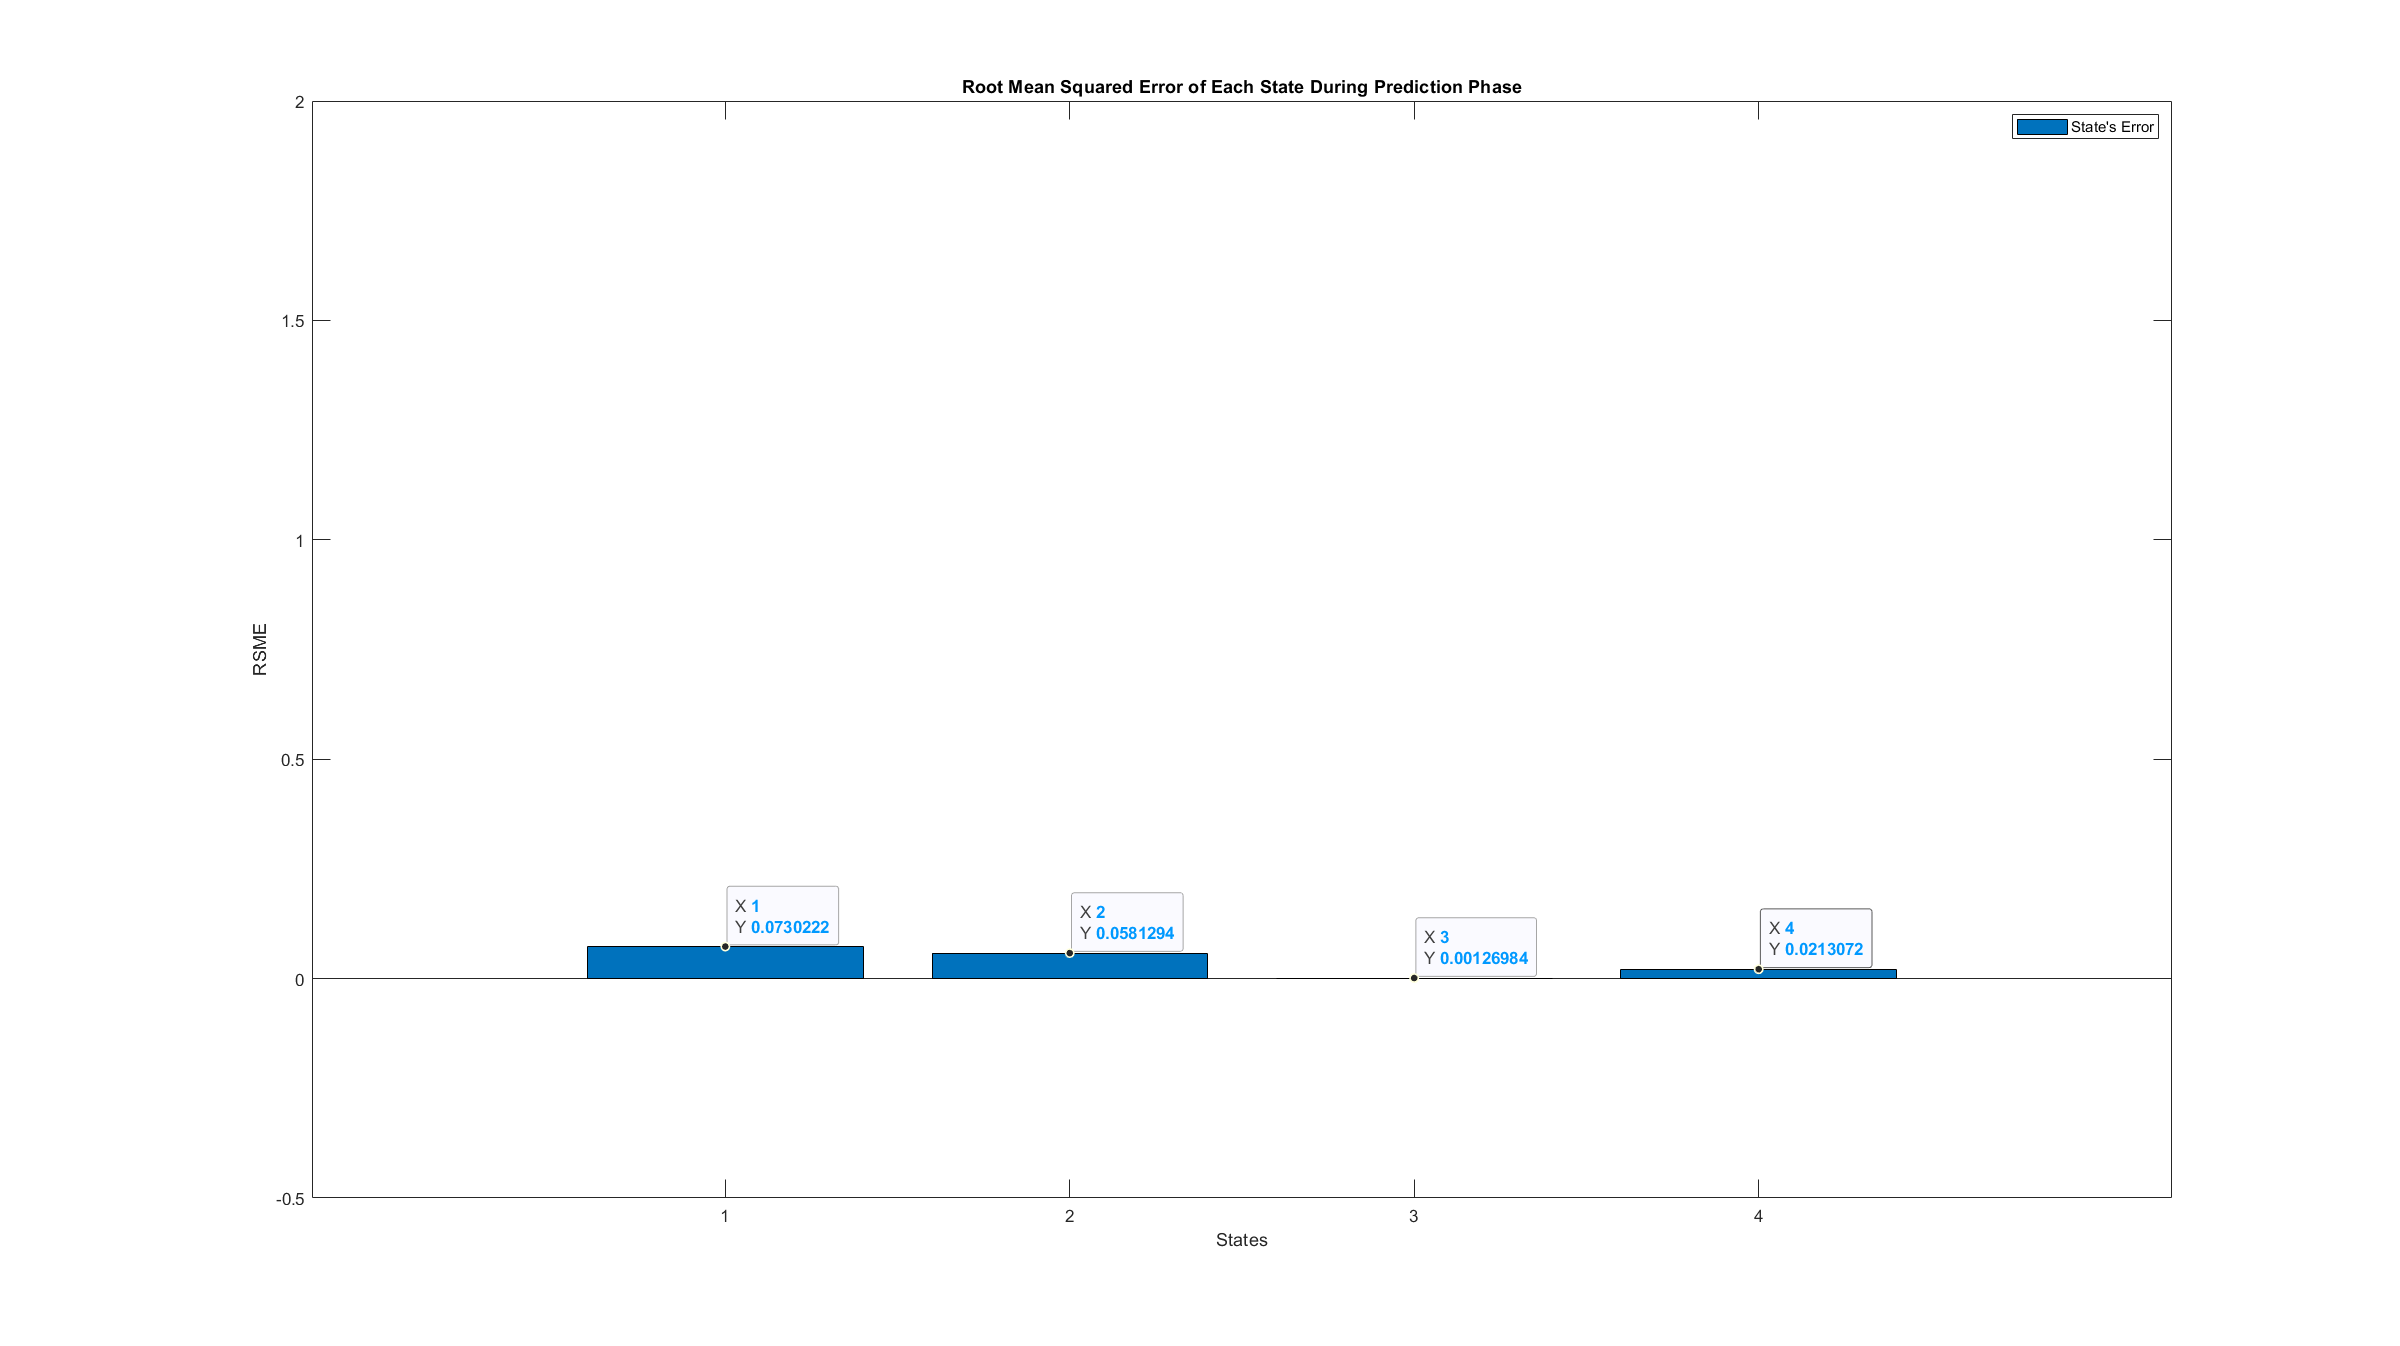 Root Mean Squared Error of Each State During Prediction Phase
State's Error
2
1.5
1
0.5
0
-0.5
RSME
X 1
Y 0.0730222
X 2
Y 0.0581294
X 3
Y 0.00126984
X 4
Y 0.0213072
1 2 3 4
States